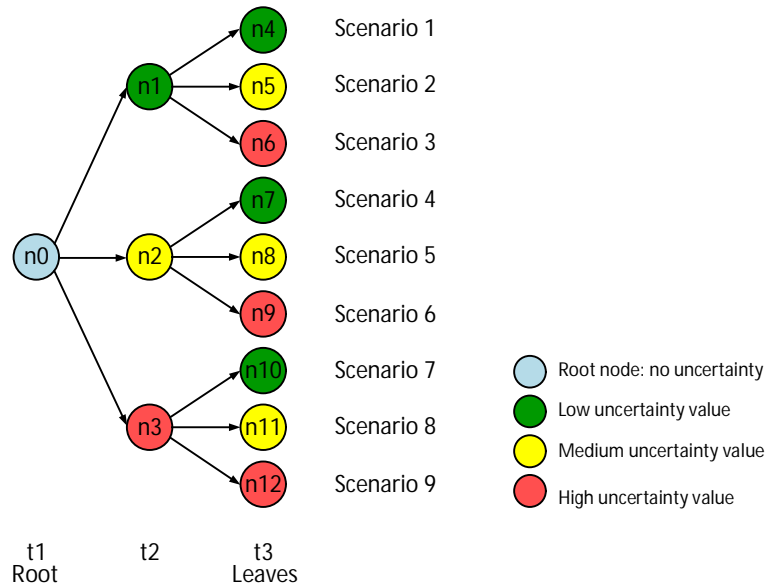 n4 Scenario 1
n1 n5 Scenario 2
n6 Scenario 3
n7 Scenario 4
n0 n2 n8 Scenario 5
n9 Scenario 6
n10 Scenario 7
n3 n11 Scenario 8
n12 Scenario 9
Root node: no uncertainty
Low uncertainty value
Medium uncertainty value
High uncertainty value
t1 t2 t3
Root Leaves